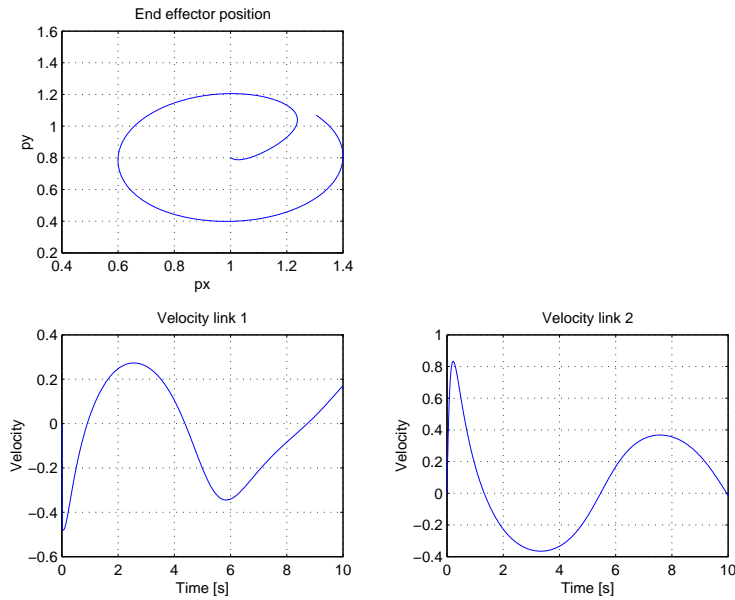 End effector position
1.6
1.4
1.2
1
0.8
0.6
0.4
0.2
py
0.4 0.6 0.8 1 1.2 1.4
px
Velocity link 1
0.4
0.2
0
−0.2
−0.4
−0.6
Velocity
0 2 4 6 8 10
Time [s]
Velocity link 2
1
0.8
0.6
0.4
0.2
0
−0.2
−0.4
Velocity
0 2 4 6 8 10
Time [s]